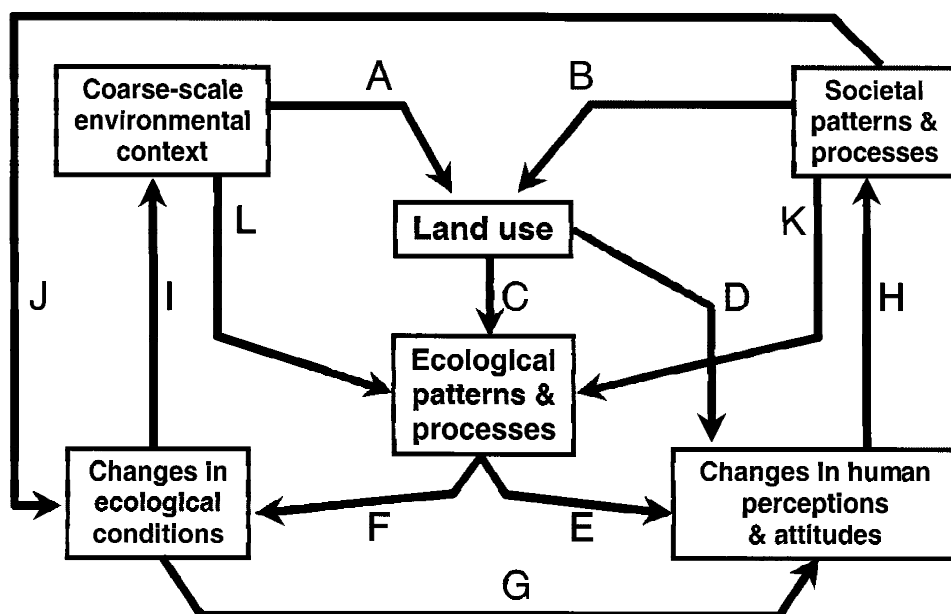 A
B
Coarse-scale
environmental
context
Societal
patterns &
processes
L
Land use
K
J
I
C
D
H
Ecological
patterns &
processes
Changes in
ecological
conditions
Changes in human
perceptions
& attitudes
F
E
G